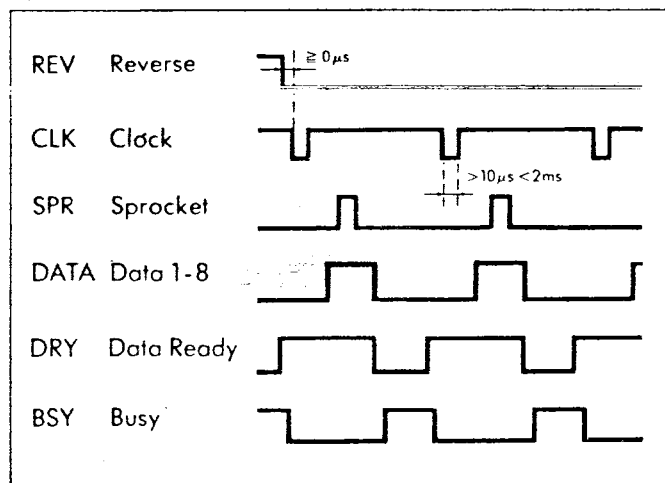 REV Reverse ≧ 0µs
CLK Clock
>10µs <2ms
SPR Sprocket
DATA Data 1-8
DRY Data Ready
BSY Busy